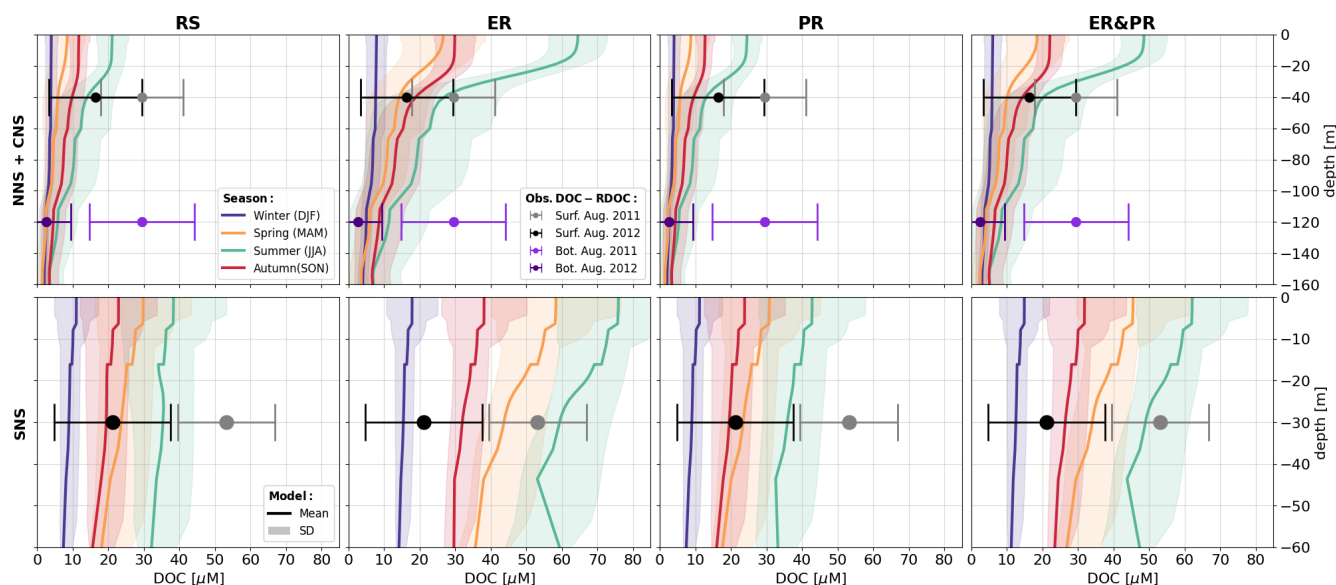 RS
ER
PR
ER&PR
NNS + CNS
Season:
Winter (DJF)
Spring (MAM)
Summer (JJA)
Autumn(SON)
Obs. DOC − RDOC:
Surf. Aug. 2011
Surf. Aug. 2012
Bot. Aug. 2011
Bot. Aug. 2012
0
−20
−40
−60
−80
−100
−120
−140
−160
depth [m]
SNS
Model:
Mean
SD
0
−10
−20
−30
−40
−50
−60
depth [m]
0 10 20 30 40 50 60 70 80
0 10 20 30 40 50 60 70 80
0 10 20 30 40 50 60 70 80
0 10 20 30 40 50 60 70 80
DOC [μM]
DOC [μM]
DOC [μM]
DOC [μM]